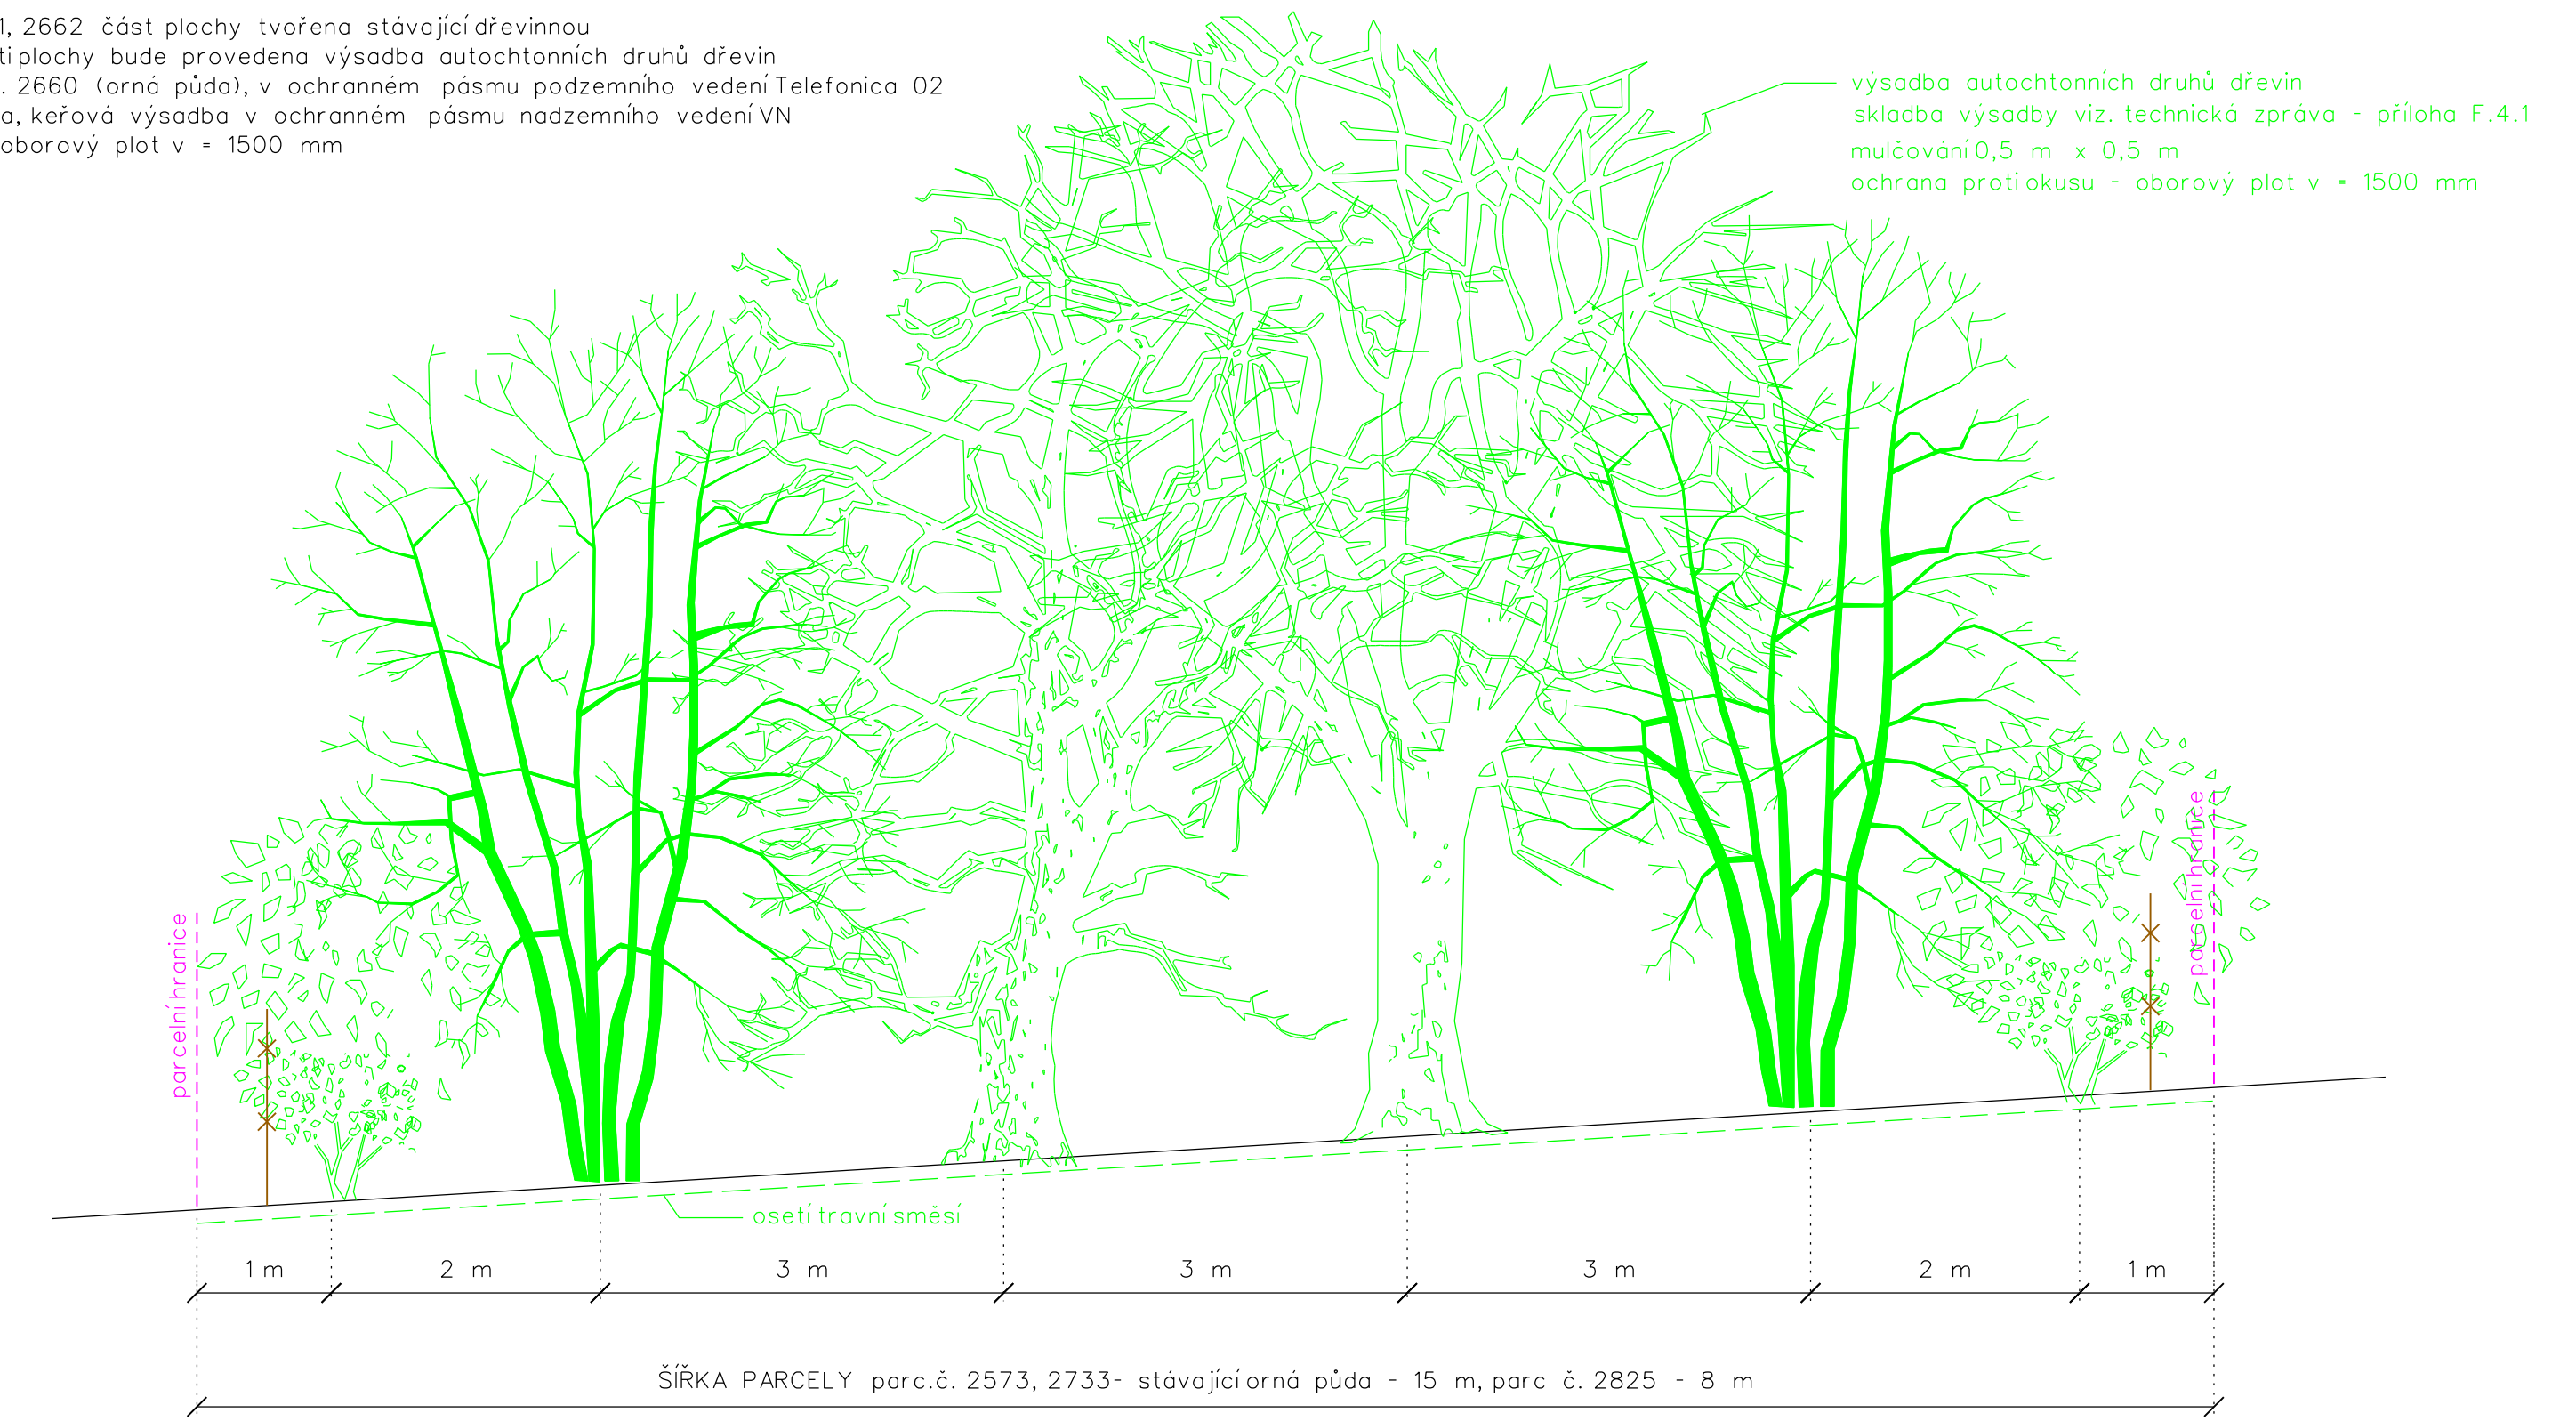 1, 2662 část plochy tvořena stávající dřevinnou
ti plochy bude provedena výsadba autochtonních druhů dřevin
. 2660 (orná půda), v ochranném pásmu podzemního vedení Telefonica 02
a, keřová výsadba v ochranném pásmu nadzemního vedení VN
oborový plot v = 1500 mm
výsadba autochtonních druhů dřevin
skladba výsadby viz. technická zpráva - příloha F.4.1
mulčování 0,5 m x 0,5 m
ochrana proti okusu - oborový plot v = 1500 mm
parcelní hranice
parcelní hranice
osetí travní směsí
1 m 2 m 3 m 3 m 3 m 2 m 1 m
ŠÍŘKA PARCELY parc.č. 2573, 2733- stávající orná půda - 15 m, parc č. 2825 - 8 m